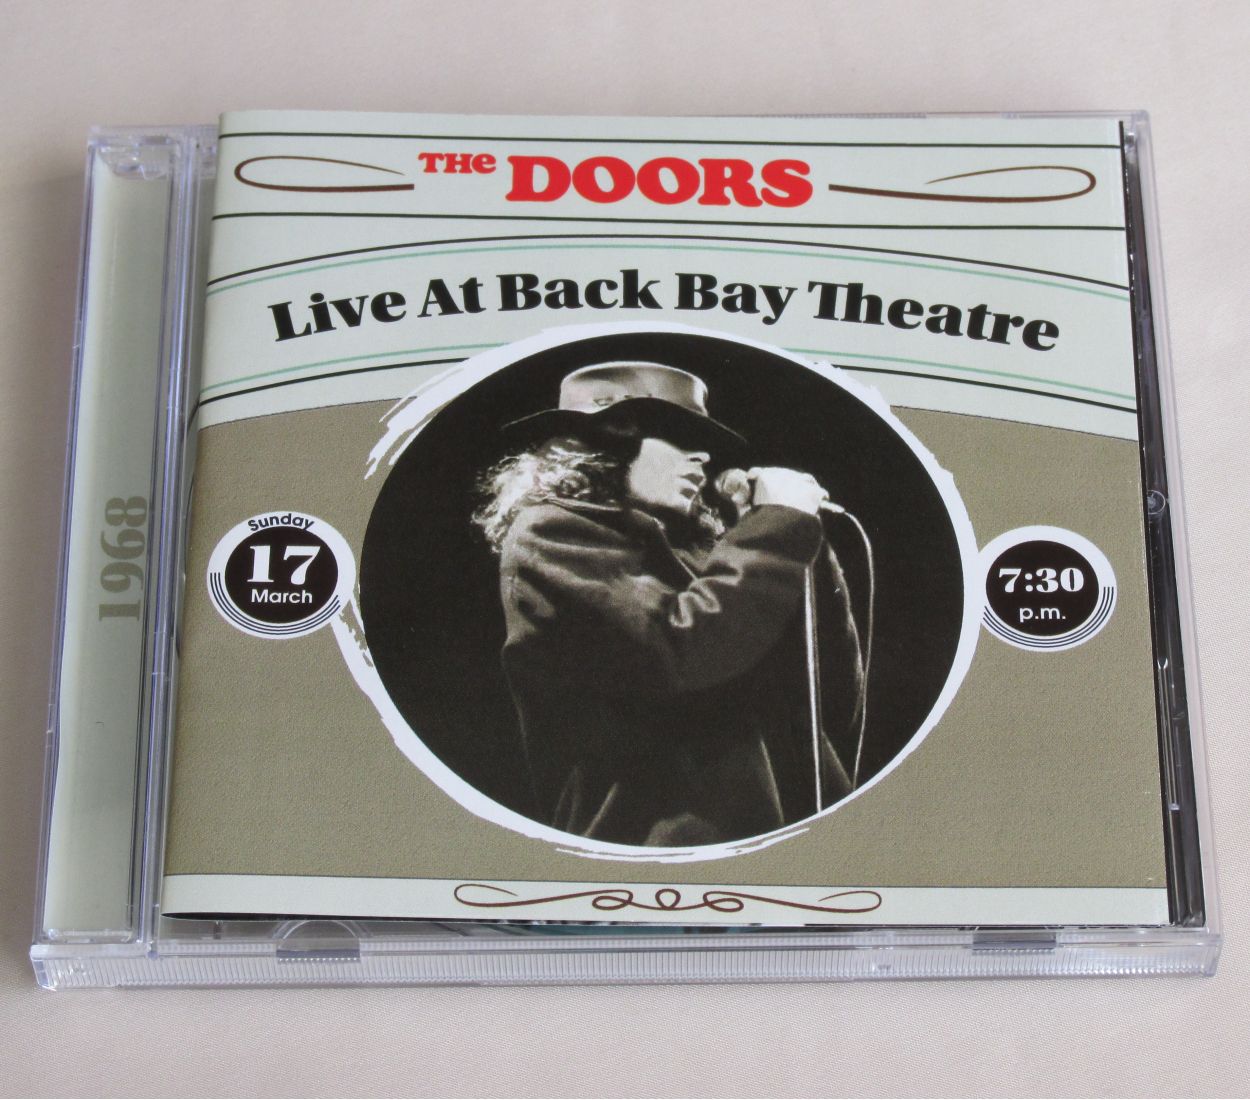 THE DOORS
Live At Back Bay Theatre
Sunday
17
March
7:30
p.m.
1968